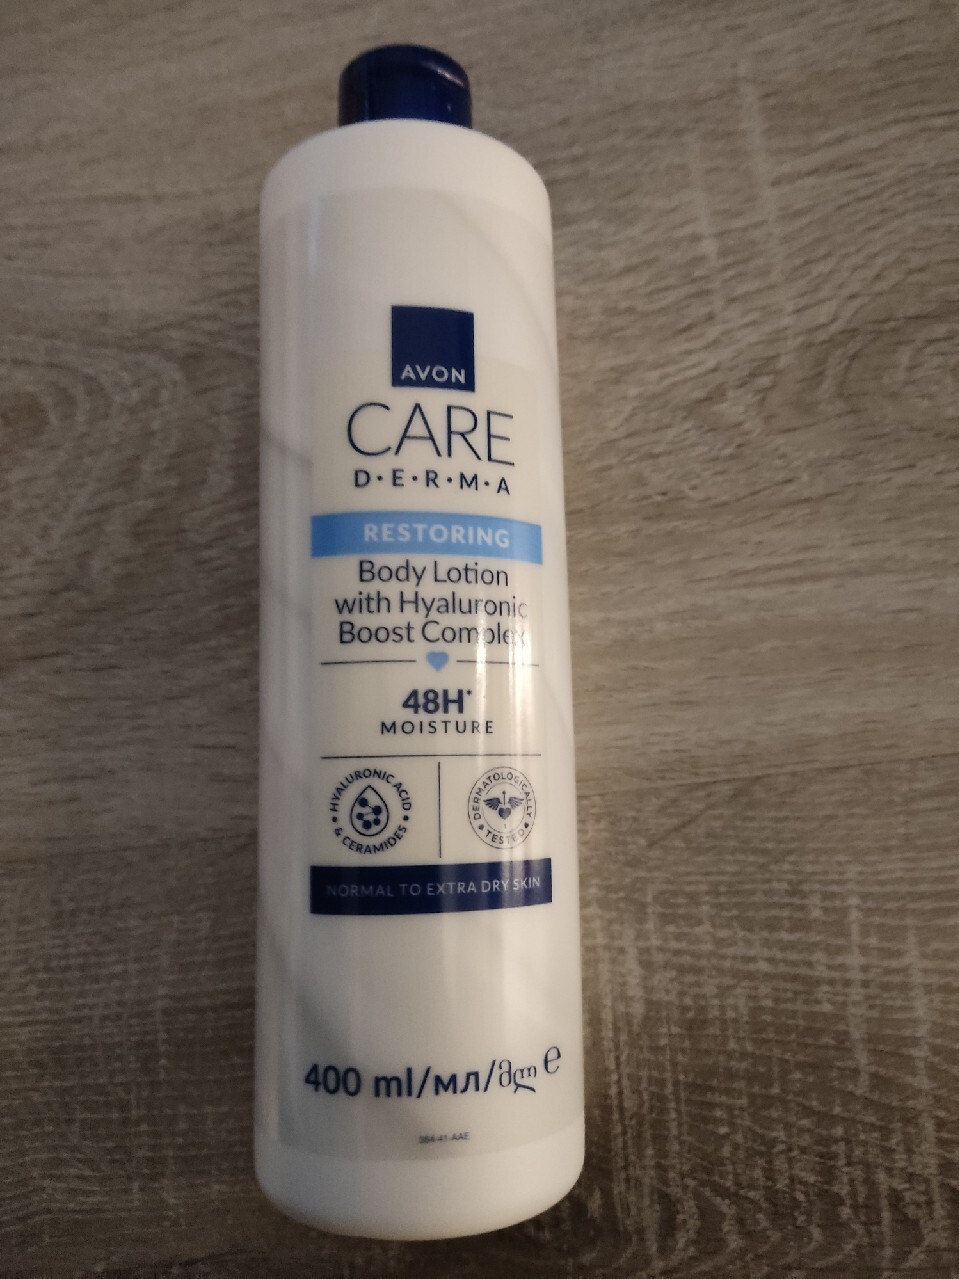 AVON
CARE
D·E·R·M·A
RESTORING
Body Lotion
with Hyaluronic
Boost Complex
48H*
MOISTURE
HYALURONIC ACID
& CERAMIDES
DERMATOLOGICALLY
TESTED
NORMAL TO EXTRA DRY SKIN
400 ml/мл/მლ e